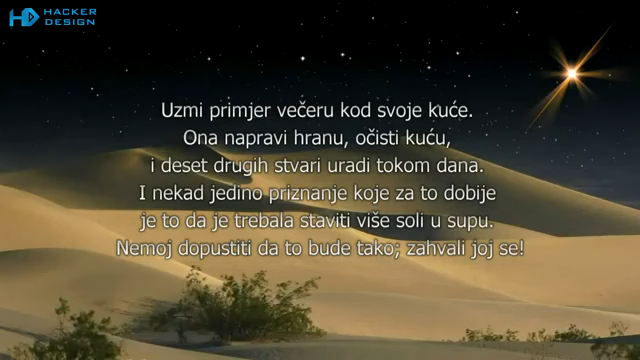 HACKER
DESIGN
Uzmi primjer večeru kod svoje kuće.
Ona napravi hranu, očisti kuću,
i deset drugih stvari uradi tokom dana.
I nekad jedino priznanje koje za to dobije
je to da je trebala staviti više soli u supu.
Nemoj dopustiti da to bude tako; zahvali joj se!